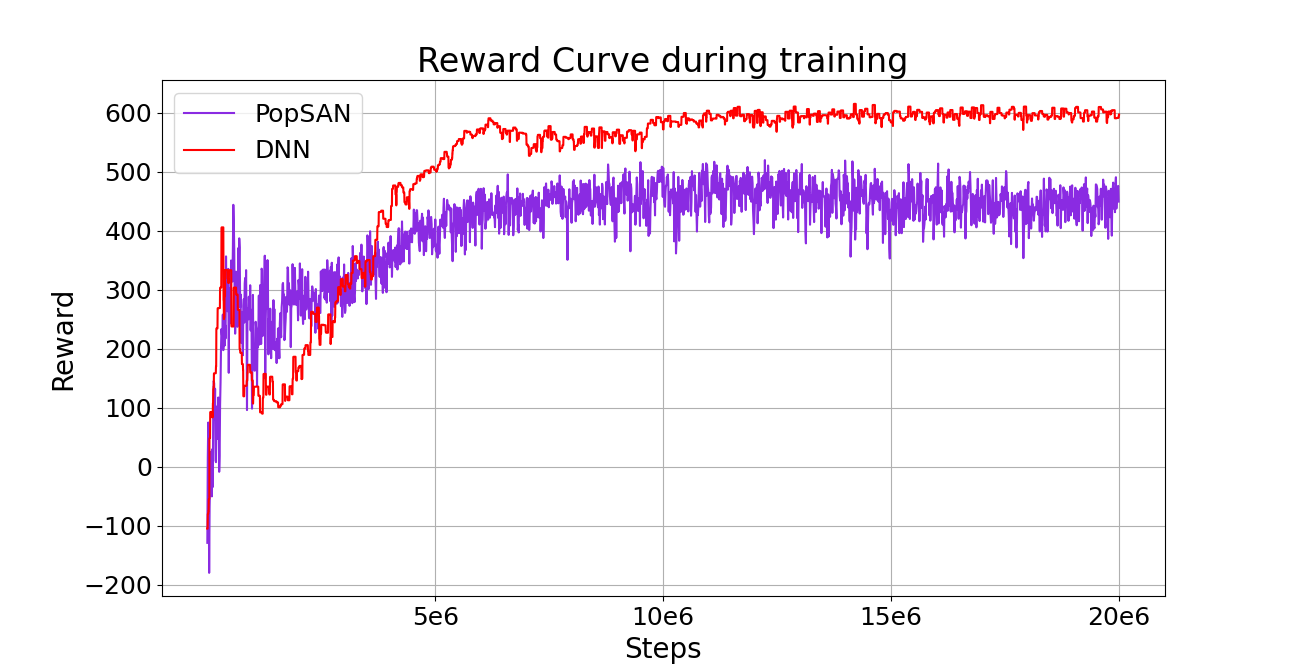 Reward Curve during training
PopSAN
DNN
600
500
400
300
200
100
0
−100
−200
Reward
5e6
10e6
15e6
20e6
Steps